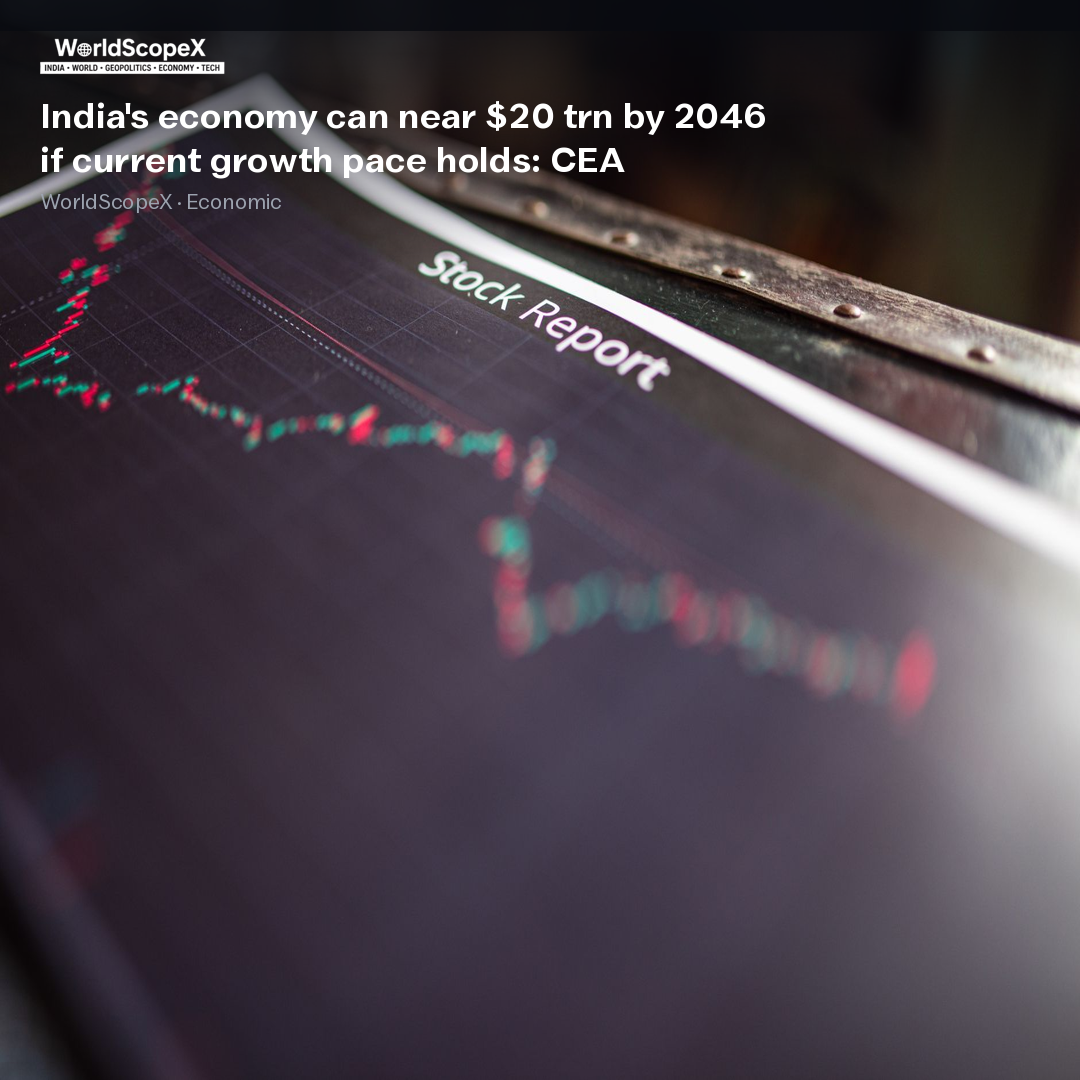 WorldScopeX
INDIA • WORLD • GEOPOLITICS • ECONOMY • TECH
India's economy can near $20 trn by 2046
if current growth pace holds: CEA
WorldScopeX · Economic
Stock Report